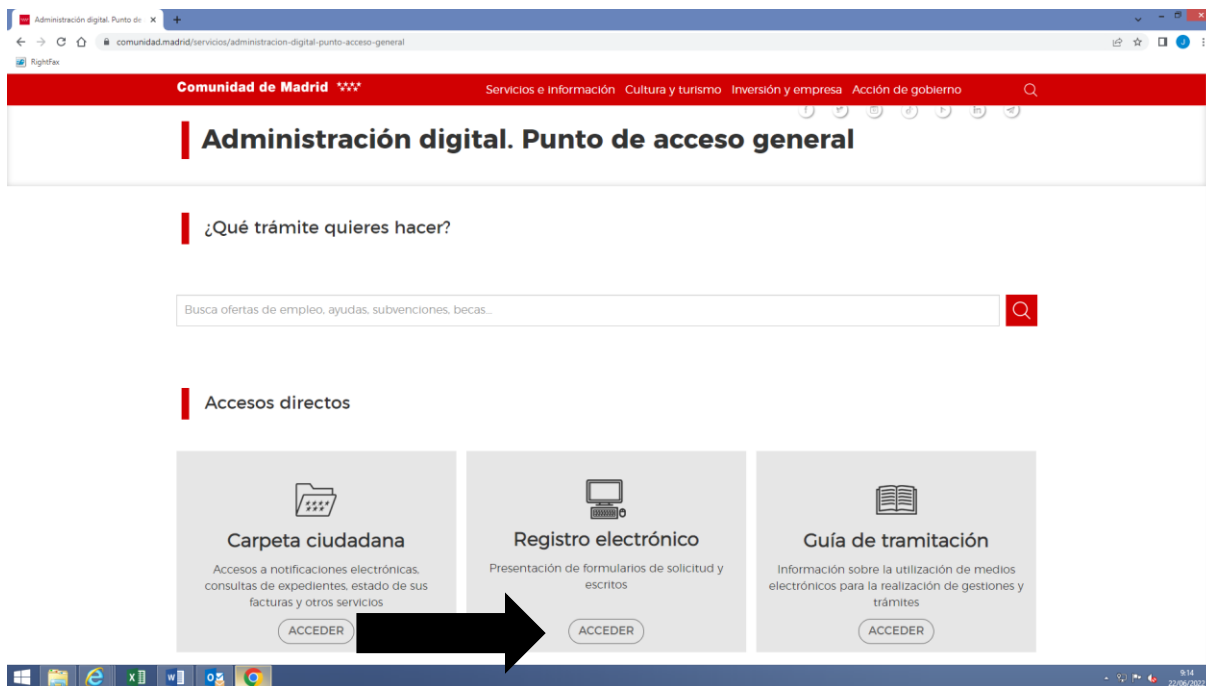 Administración digital. Punto de
comunidad.madrid/servicios/administracion-digital-punto-acceso-general
RightFax
Comunidad de Madrid
Servicios e información Cultura y turismo Inversión y empresa Acción de gobierno
Administración digital. Punto de acceso general
¿Qué trámite quieres hacer?
Busca ofertas de empleo, ayudas, subvenciones, becas...
Accesos directos
Carpeta ciudadana
Accesos a notificaciones electrónicas,
consultas de expedientes, estado de sus
facturas y otros servicios
ACCEDER
Registro electrónico
Presentación de formularios de solicitud y
escritos
ACCEDER
Guía de tramitación
Información sobre la utilización de medios
electrónicos para la realización de gestiones y
trámites
ACCEDER
9:14
22/06/2022